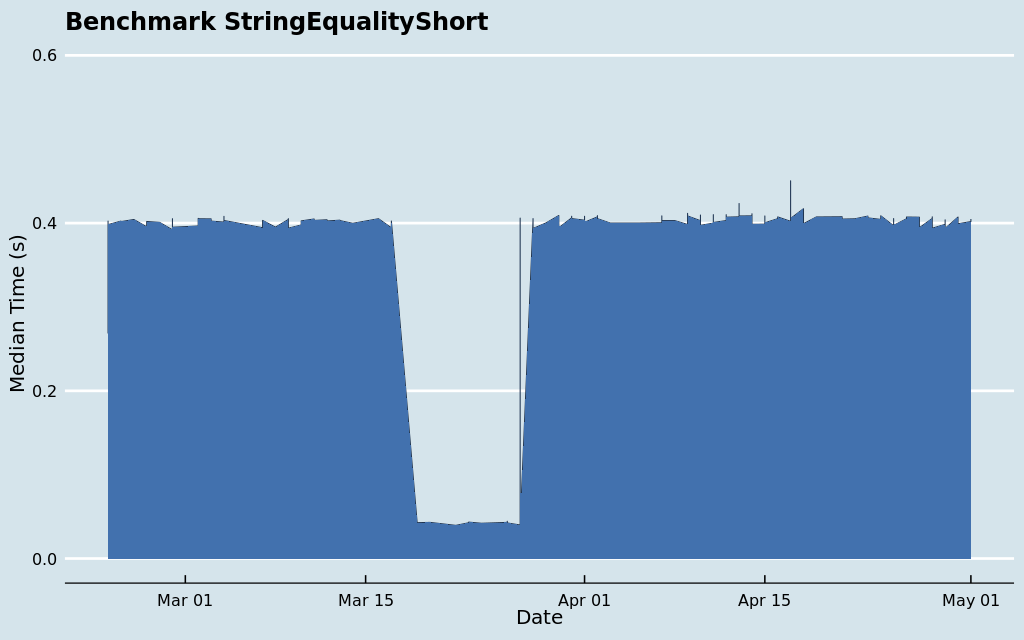 Benchmark StringEqualityShort
Median Time (s)
0.6
0.4
0.2
0.0
Mar 01 Mar 15 Apr 01 Apr 15 May 01
Date